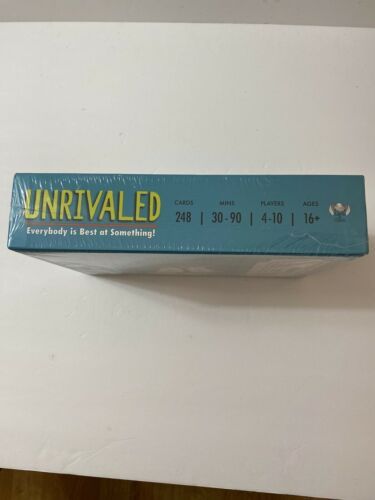 UNRIVALED
Everybody is Best at Something!
CARDS MINS PLAYERS AGES
248 | 30-90 | 4-10 | 16+